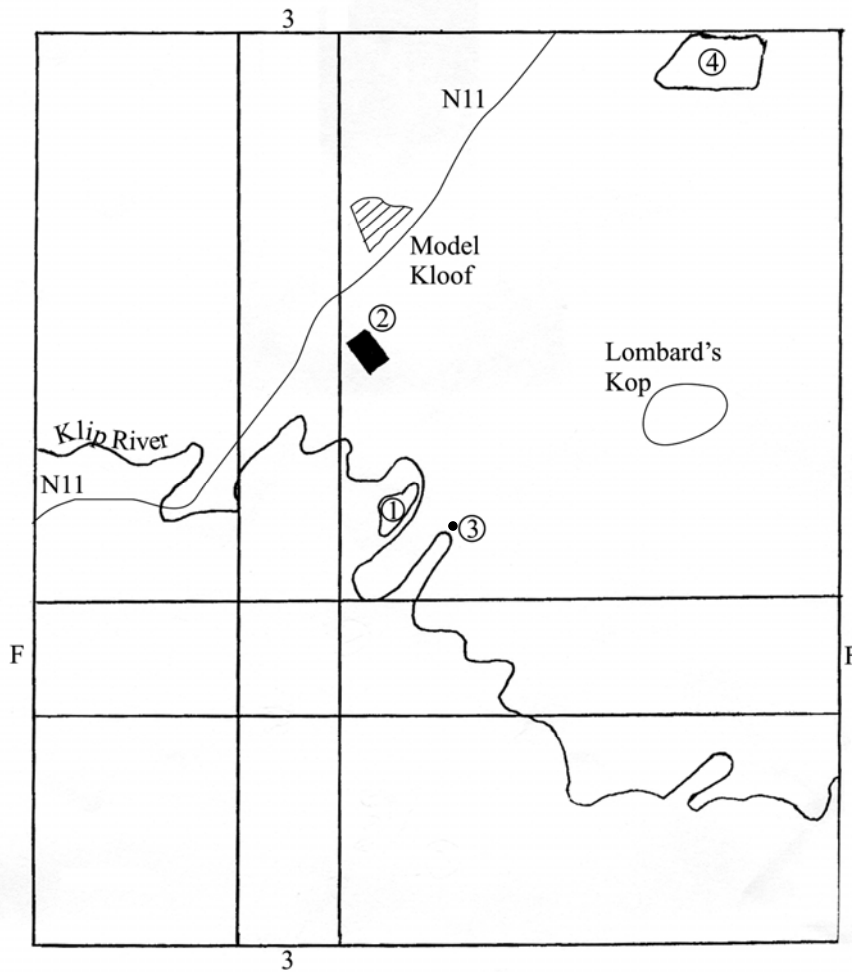 3
④
N11
Model
Kloof
②
Lombard's
Kop
Klip River
N11
①
③
F
F
3